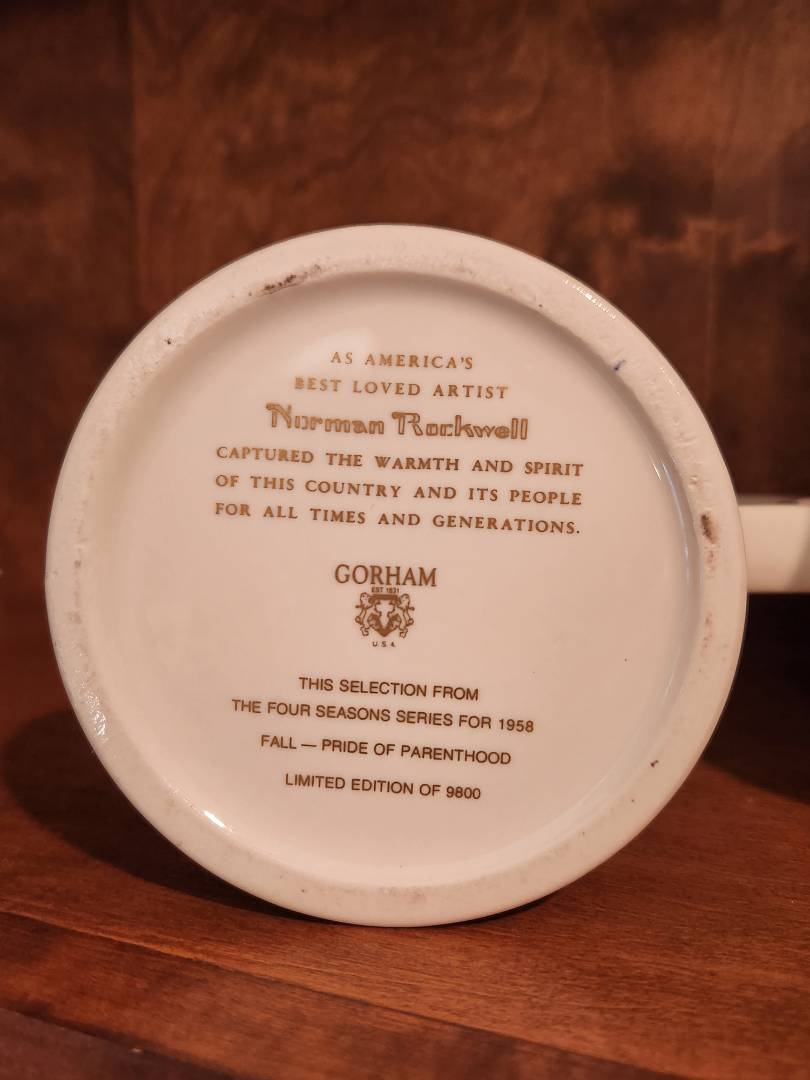 AS AMERICA'S
BEST LOVED ARTIST
Norman Rockwell
CAPTURED THE WARMTH AND SPIRIT
OF THIS COUNTRY AND ITS PEOPLE
FOR ALL TIMES AND GENERATIONS.
GORHAM
EST 1831
U.S.A.
THIS SELECTION FROM
THE FOUR SEASONS SERIES FOR 1958
FALL — PRIDE OF PARENTHOOD
LIMITED EDITION OF 9800